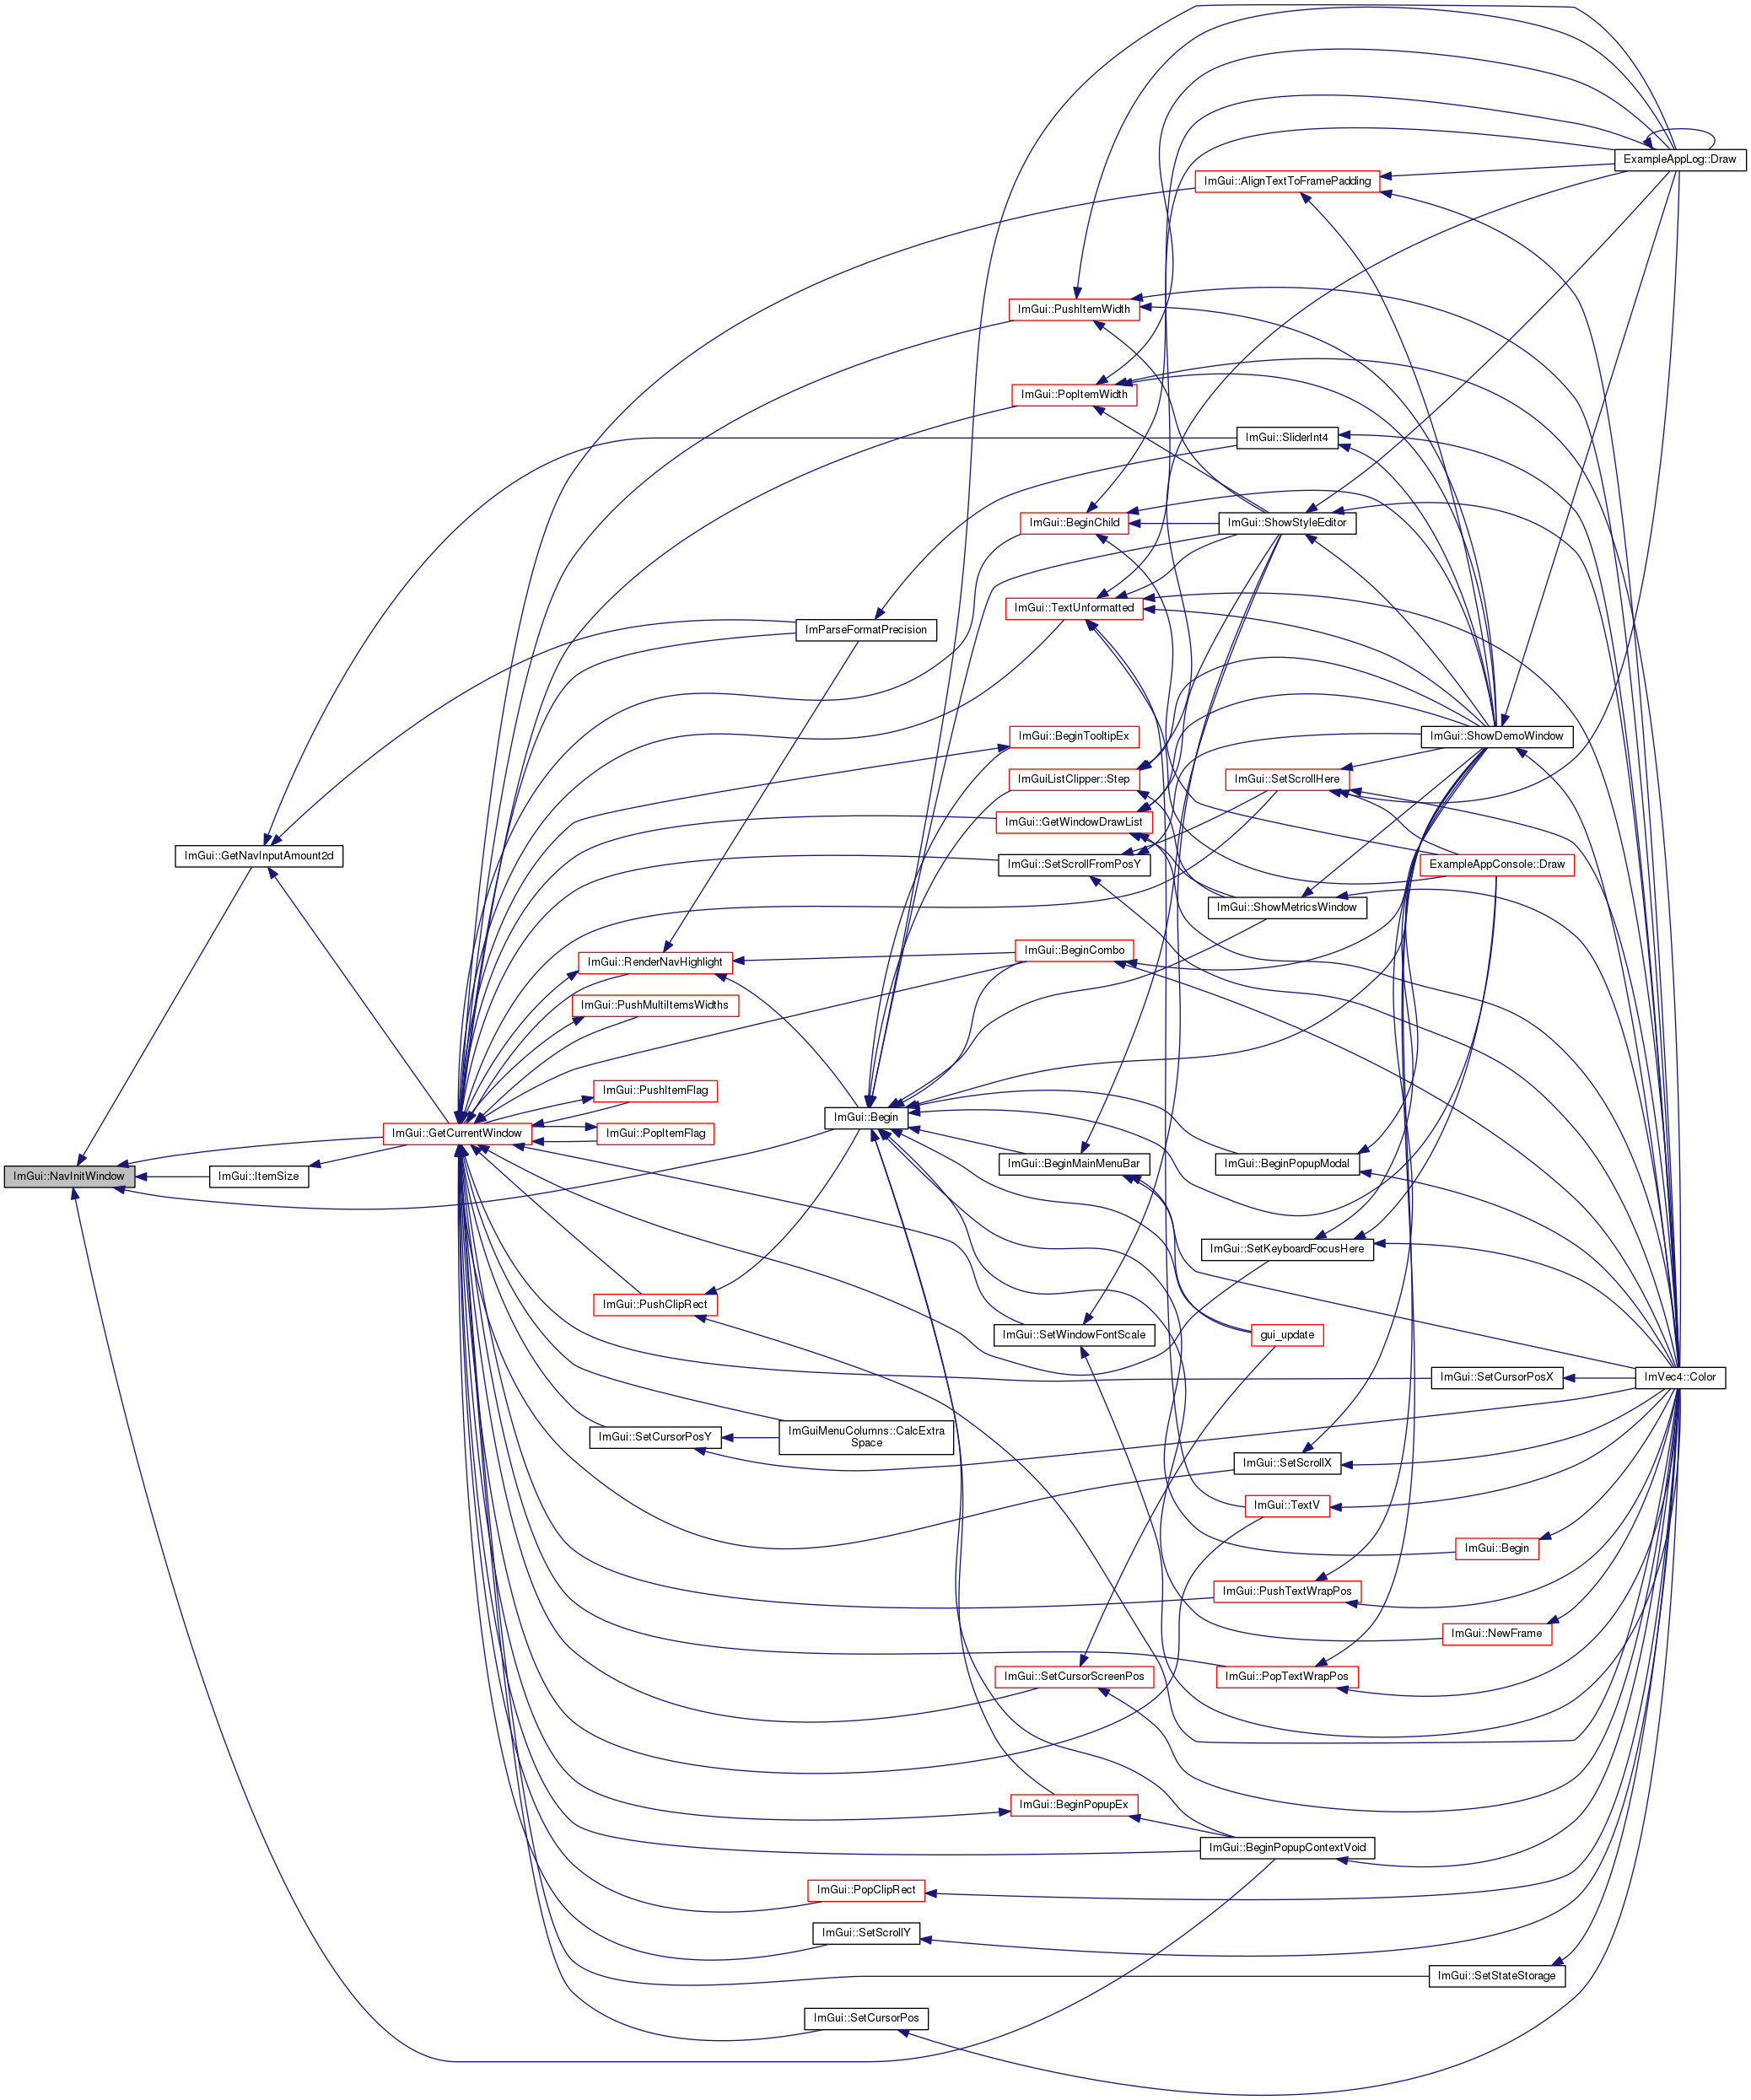 ExampleAppLog::Draw
ImGui::AlignTextToFramePadding
ImGui::PushItemWidth
ImGui::PopItemWidth
ImGui::SliderInt4
ImGui::BeginChild
ImGui::ShowStyleEditor
ImGui::TextUnformatted
ImParseFormatPrecision
ImGui::BeginTooltipEx
ImGui::ShowDemoWindow
ImGuiListClipper::Step
ImGui::SetScrollHere
ImGui::GetWindowDrawList
ImGui::GetNavInputAmount2d
ImGui::SetScrollFromPosY
ExampleAppConsole::Draw
ImGui::ShowMetricsWindow
ImGui::RenderNavHighlight
ImGui::BeginCombo
ImGui::PushMultiItemsWidths
ImGui::PushItemFlag
ImGui::Begin
ImGui::GetCurrentWindow
ImGui::PopItemFlag
ImGui::BeginMainMenuBar
ImGui::BeginPopupModal
ImGui::NavInitWindow
ImGui::ItemSize
ImGui::SetKeyboardFocusHere
ImGui::PushClipRect
ImGui::SetWindowFontScale
gui_update
ImGui::SetCursorPosX
ImVec4::Color
ImGui::SetCursorPosY
ImGuiMenuColumns::CalcExtra
Space
ImGui::SetScrollX
ImGui::TextV
ImGui::Begin
ImGui::PushTextWrapPos
ImGui::NewFrame
ImGui::SetCursorScreenPos
ImGui::PopTextWrapPos
ImGui::BeginPopupEx
ImGui::BeginPopupContextVoid
ImGui::PopClipRect
ImGui::SetScrollY
ImGui::SetStateStorage
ImGui::SetCursorPos